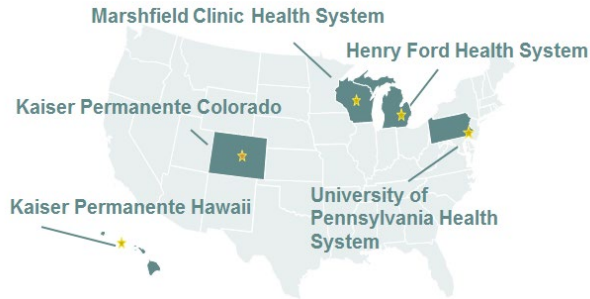 Marshfield Clinic Health System
Henry Ford Health System
Kaiser Permanente Colorado
Kaiser Permanente Hawaii
University of
Pennsylvania Health
System